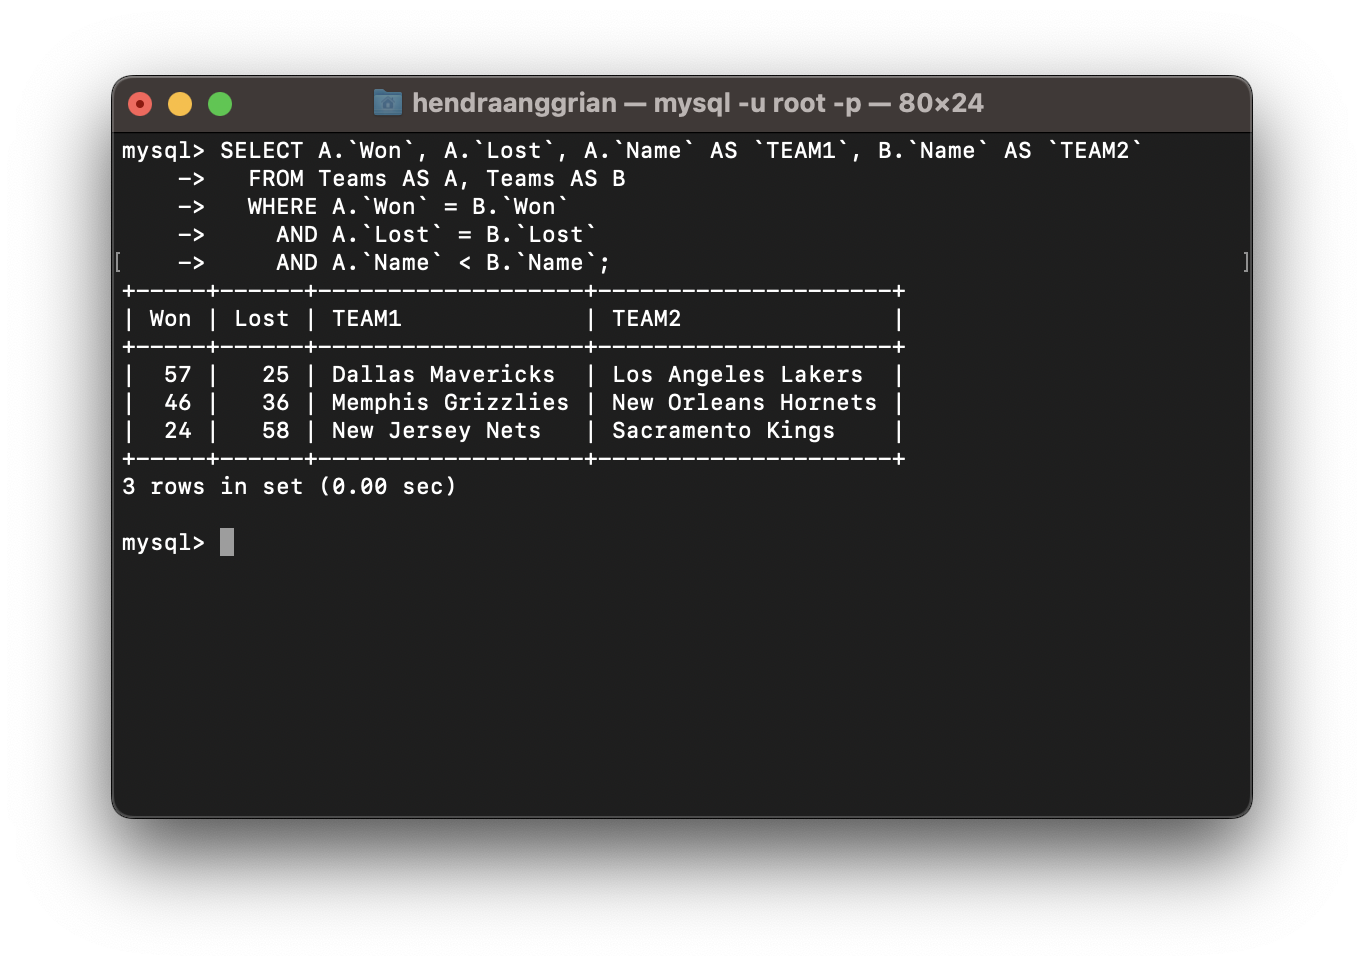 hendraanggrian — mysql -u root -p — 80×24
mysql> SELECT A.`Won`, A.`Lost`, A.`Name` AS `TEAM1`, B.`Name` AS `TEAM2`
    ->   FROM Teams AS A, Teams AS B
    ->   WHERE A.`Won` = B.`Won`
    ->     AND A.`Lost` = B.`Lost`
[    ->     AND A.`Name` < B.`Name`; ]
+-----+------+-------------------+----------------------+
| Won | Lost | TEAM1             | TEAM2                |
+-----+------+-------------------+----------------------+
|  57 |   25 | Dallas Mavericks  | Los Angeles Lakers   |
|  46 |   36 | Memphis Grizzlies | New Orleans Hornets |
|  24 |   58 | New Jersey Nets   | Sacramento Kings     |
+-----+------+-------------------+----------------------+
3 rows in set (0.00 sec)
mysql>